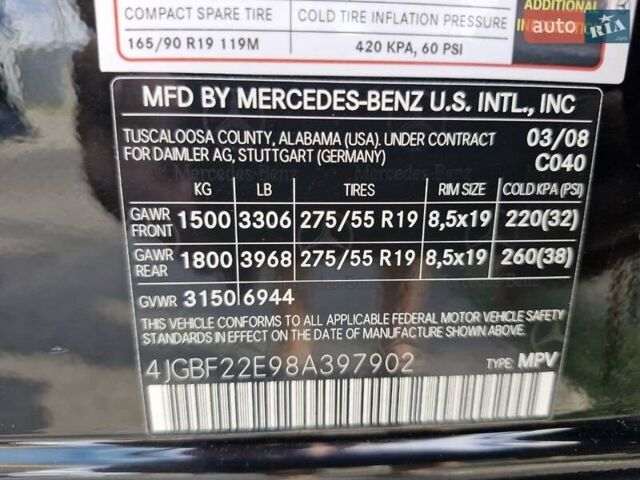 COMPACT SPARE TIRE COLD TIRE INFLATION PRESSURE ADDITIONAL
165/90 R19 119M 420 KPA, 60 PSI
auto RIA.com
MFD BY MERCEDES-BENZ U.S. INTL., INC
TUSCALOOSA COUNTY, ALABAMA (USA). UNDER CONTRACT 03/08
FOR DAIMLER AG, STUTTGART (GERMANY) C040
KG LB TIRES RIM SIZE COLD KPA (PSI)
GAWR FRONT 1500 3306 275/55 R19 8,5x19 220(32)
GAWR REAR 1800 3968 275/55 R19 8,5x19 260(38)
GVWR 3150 6944
THIS VEHICLE CONFORMS TO ALL APPLICABLE FEDERAL MOTOR VEHICLE SAFETY
STANDARDS IN EFFECT ON THE DATE OF MANUFACTURE SHOWN ABOVE.
4JGBF22E98A397902 TYPE: MPV